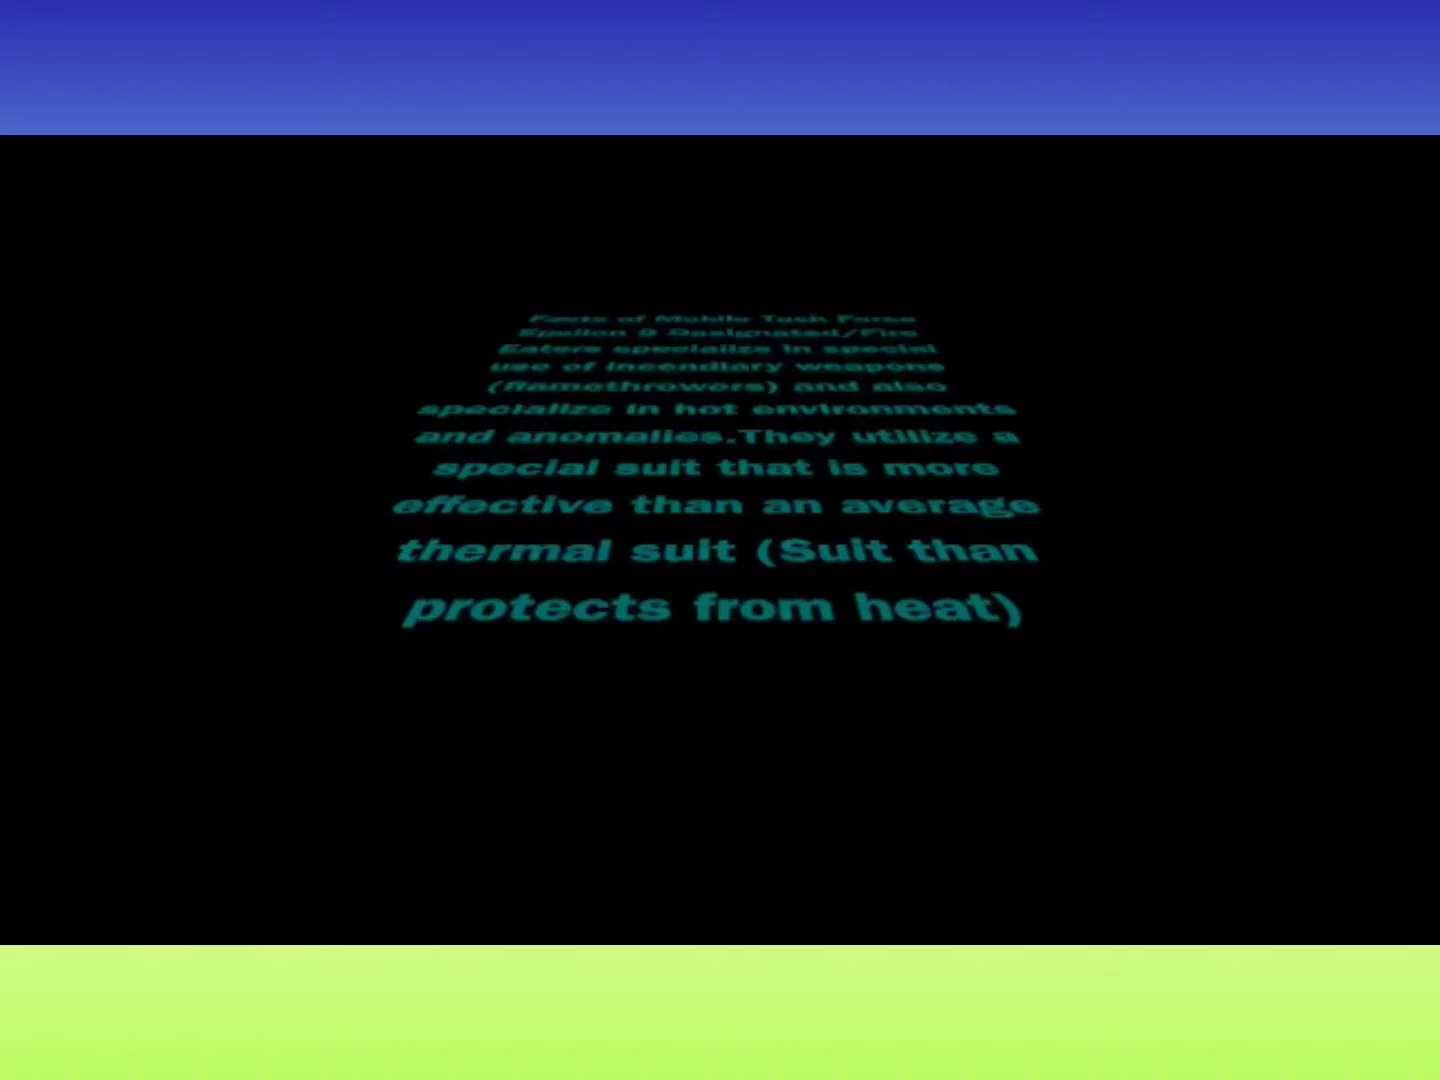 Facts of Mobile Task Force
Epsilon 9 Designated/Fire
Eaters specialize in special
use of incendiary weapons
(flamethrowers) and also
specialize in hot environments
and anomalies.They utilize a
special suit that is more
effective than an average
thermal suit (Suit than
protects from heat)